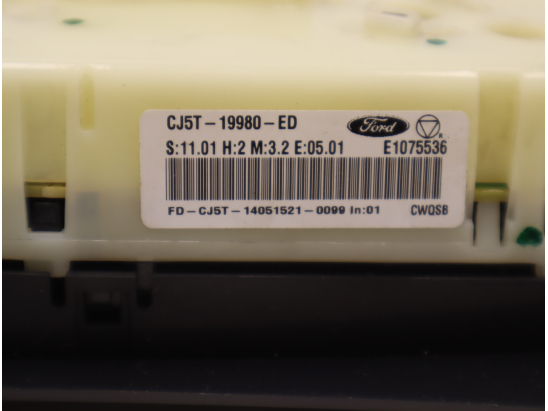 CJ5T-19980-ED Ford
S:11.01 H:2 M:3.2 E:05.01 E1075536
FD-CJ5T-14051521-0099 In:01 CWQSB